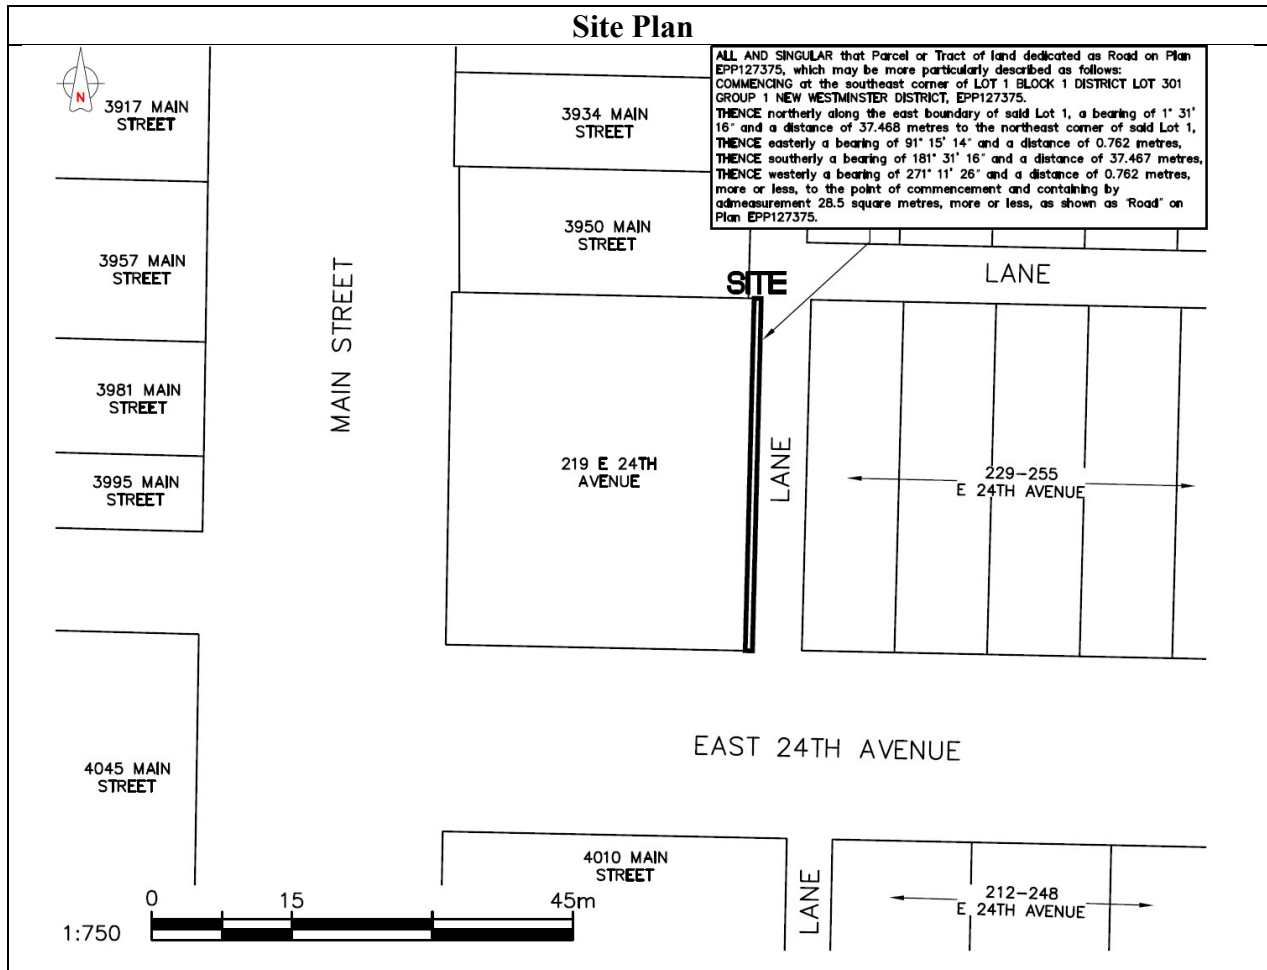 Site Plan
ALL AND SINGULAR that Parcel or Tract of land dedicated as Road on Plan
EPP127375, which may be more particularly described as follows:
COMMENCING at the southeast corner of LOT 1 BLOCK 1 DISTRICT LOT 301
GROUP 1 NEW WESTMINSTER DISTRICT, EPP127375.
THENCE northerly along the east boundary of said Lot 1, a bearing of 1° 31'
16" and a distance of 37.468 metres to the northeast corner of said Lot 1,
THENCE easterly a bearing of 91° 15' 14" and a distance of 0.762 metres,
THENCE southerly a bearing of 181° 31' 16" and a distance of 37.467 metres,
THENCE westerly a bearing of 271° 11' 26" and a distance of 0.762 metres,
more or less, to the point of commencement and containing by
admeasurement 28.5 square metres, more or less, as shown as "Road" on
Plan EPP127375.
N
3917 MAIN
STREET
3934 MAIN
STREET
3950 MAIN
STREET
3957 MAIN
STREET
MAIN STREET
SITE
LANE
3981 MAIN
STREET
3995 MAIN
STREET
219 E 24TH
AVENUE
LANE
229-255
E 24TH AVENUE
EAST 24TH AVENUE
4045 MAIN
STREET
4010 MAIN
STREET
LANE
212-248
E 24TH AVENUE
0 15 45m
1:750